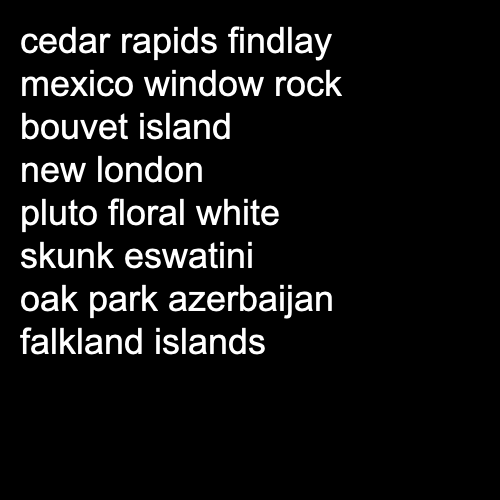 cedar rapids findlay
mexico window rock
bouvet island
new london
pluto floral white
skunk eswatini
oak park azerbaijan
falkland islands